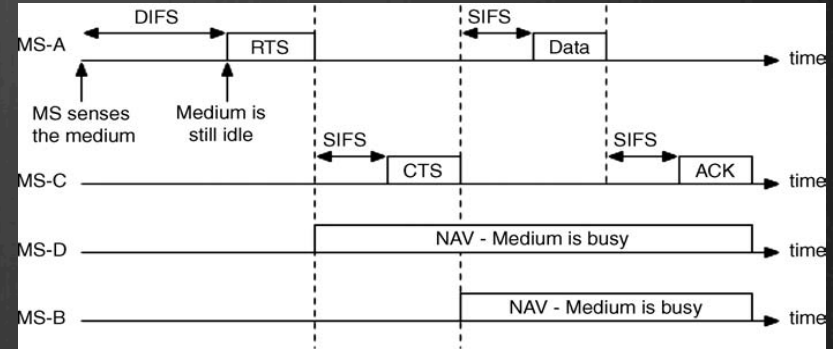 DIFS
SIFS
MS-A
RTS
Data
time
MS senses
the medium
Medium is
still idle
SIFS
SIFS
MS-C
CTS
ACK
time
MS-D
NAV - Medium is busy
time
MS-B
NAV - Medium is busy
time